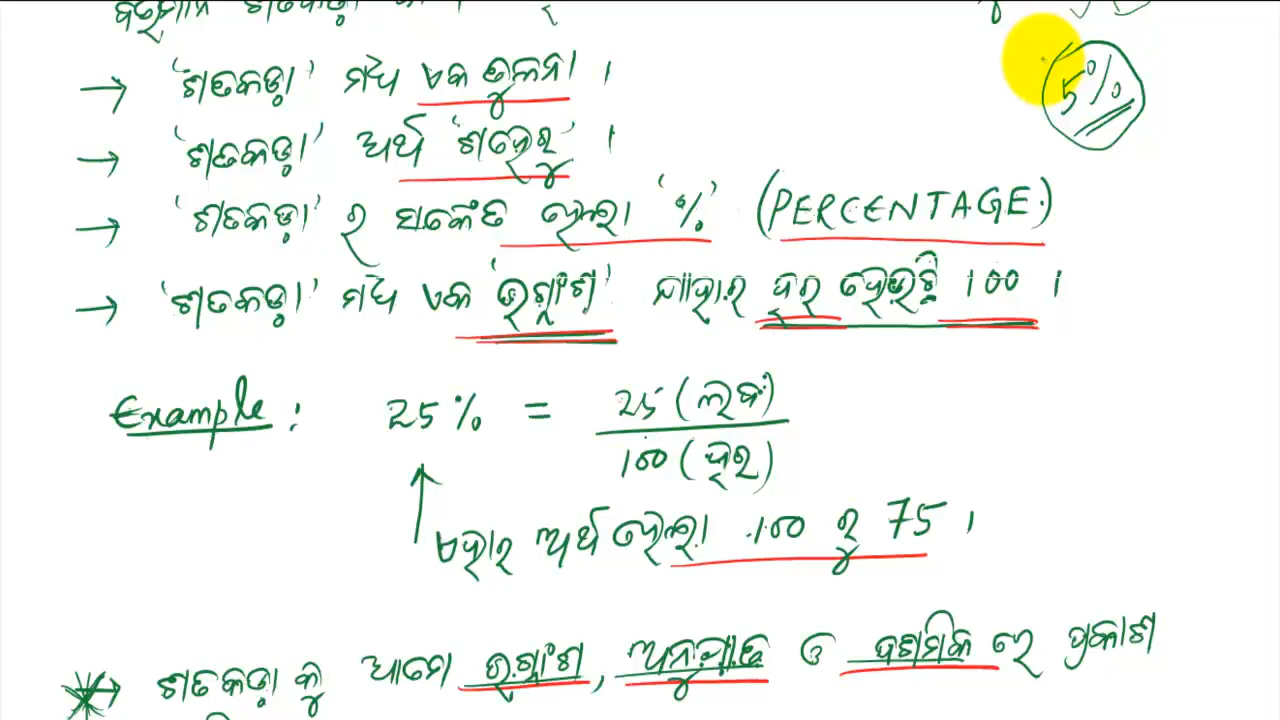 ଶତକଡ଼ା
5%
→ 'ଶତକଡ଼ା' ମଧ୍ୟ ଏକ ତୁଳନା ।
→ 'ଶତକଡ଼ା' ଅର୍ଥ 'ଶହେରୁ' ।
→ 'ଶତକଡ଼ା' ର ସଙ୍କେତ ହେଲା '%' (PERCENTAGE)
→ 'ଶତକଡ଼ା' ମଧ୍ୟ ଏକ 'ଭଗ୍ନାଂଶ' ଯାହାର ହର ହେଉଛି 100 ।
Example : 25% = 25 (ଲବ) / 100 (ହର)
ଏହାର ଅର୍ଥ ହେଲା 100 ରୁ 75 ।
→ ଶତକଡ଼ା କୁ ଆମେ ଭଗ୍ନାଂଶ, ଅନୁପାତ ଓ ଦଶମିକ ରେ ପ୍ରକାଶ